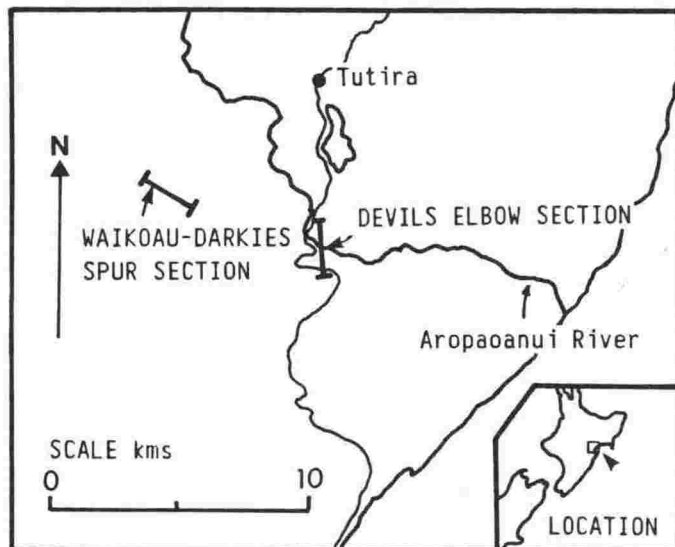 Tutira
N
DEVILS ELBOW SECTION
WAIKOAU-DARKIES
SPUR SECTION
Aropaoanui River
SCALE kms
0 10
LOCATION